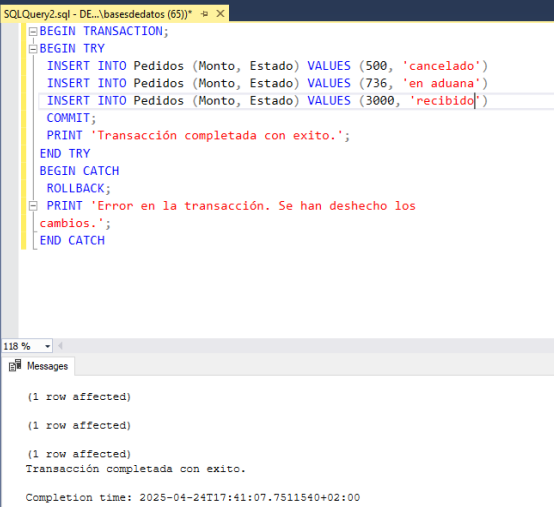 SQLQuery2.sql - DE...\basesdedatos (65))*
BEGIN TRANSACTION;
BEGIN TRY
INSERT INTO Pedidos (Monto, Estado) VALUES (500, 'cancelado')
INSERT INTO Pedidos (Monto, Estado) VALUES (736, 'en aduana')
INSERT INTO Pedidos (Monto, Estado) VALUES (3000, 'recibido')
COMMIT;
PRINT 'Transacción completada con exito.';
END TRY
BEGIN CATCH
ROLLBACK;
PRINT 'Error en la transacción. Se han deshecho los
cambios.';
END CATCH
118 %
Messages
(1 row affected)
(1 row affected)
(1 row affected)
Transacción completada con exito.
Completion time: 2025-04-24T17:41:07.7511540+02:00